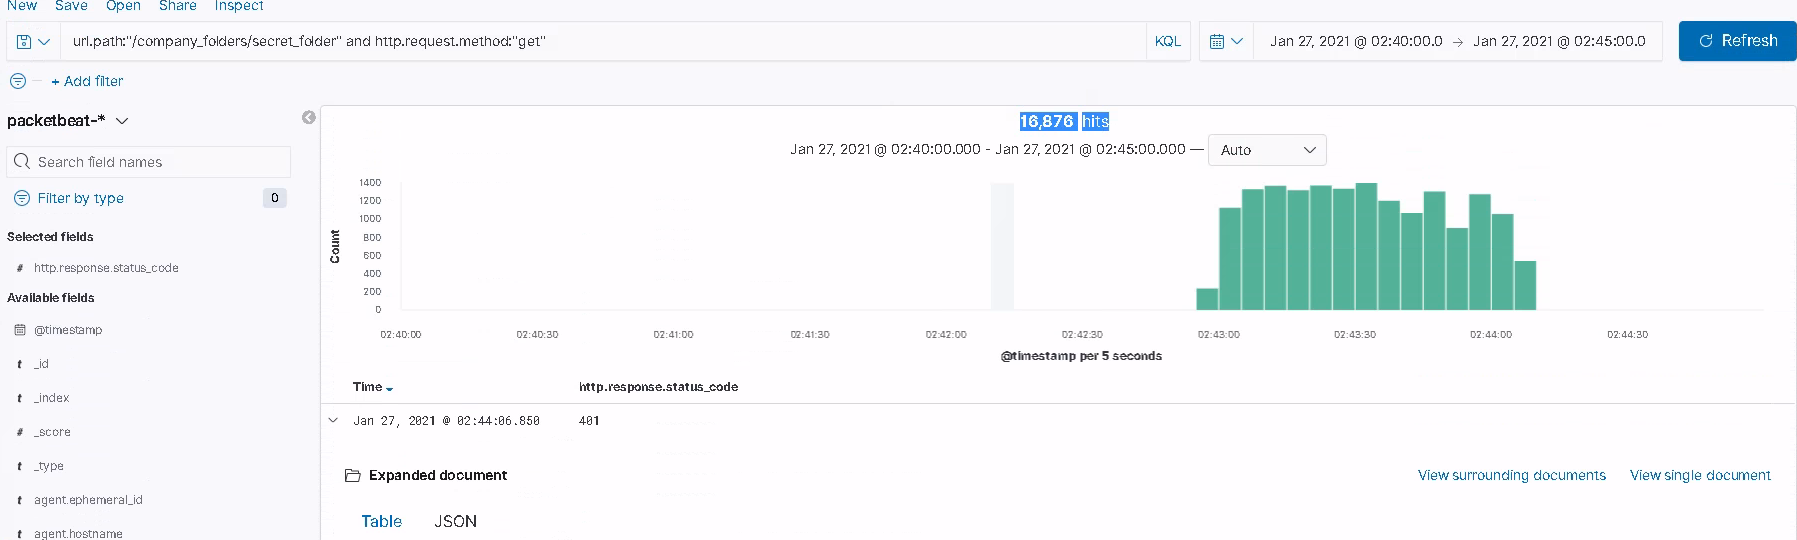 New Save Open Share Inspect
url.path:"/company_folders/secret_folder" and http.request.method:"get" KQL Jan 27, 2021 @ 02:40:00.0 → Jan 27, 2021 @ 02:45:00.0 Refresh
+ Add filter
packetbeat-*
Search field names
Filter by type 0
Selected fields
# http.response.status_code
Available fields
@timestamp
t _id
t _index
# _score
t _type
t agent.ephemeral_id
t agent.hostname
16,876 hits
Jan 27, 2021 @ 02:40:00.000 - Jan 27, 2021 @ 02:45:00.000 — Auto
Count
1400
1200
1000
800
600
400
200
0
02:40:00 02:40:30 02:41:00 02:41:30 02:42:00 02:42:30 02:43:00 02:43:30 02:44:00 02:44:30
@timestamp per 5 seconds
Time http.response.status_code
Jan 27, 2021 @ 02:44:06.850 401
Expanded document View surrounding documents View single document
Table JSON